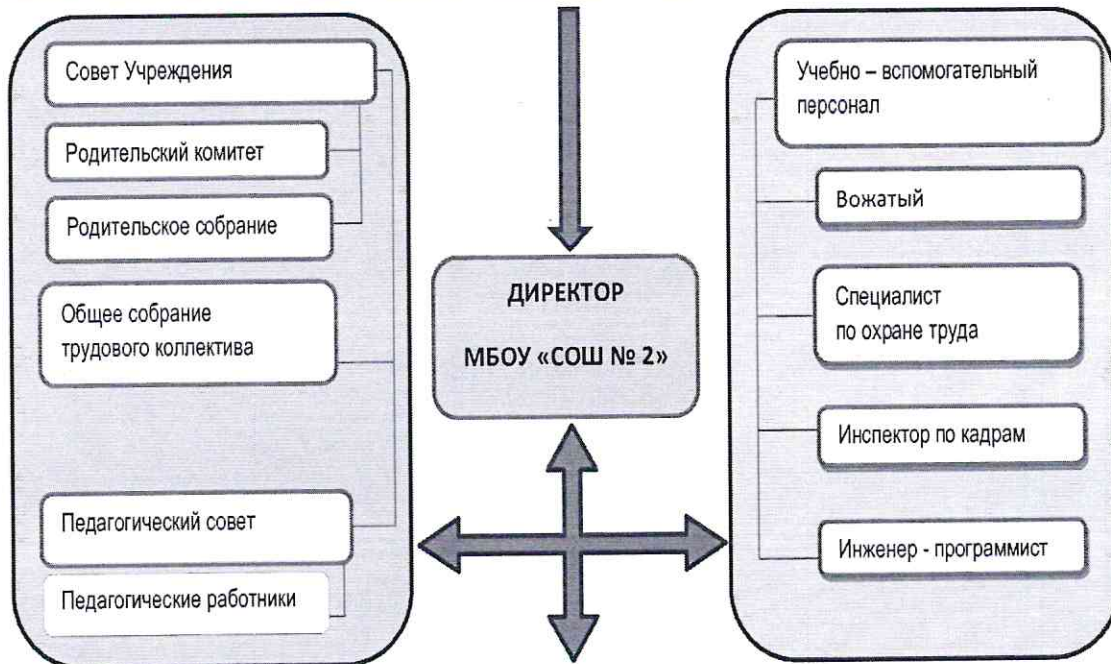 Совет Учреждения
Родительский комитет
Родительское собрание
Общее собрание
трудового коллектива
Педагогический совет
Педагогические работники
ДИРЕКТОР
МБОУ «СОШ № 2»
Учебно – вспомогательный
персонал
Вожатый
Специалист
по охране труда
Инспектор по кадрам
Инженер - программист